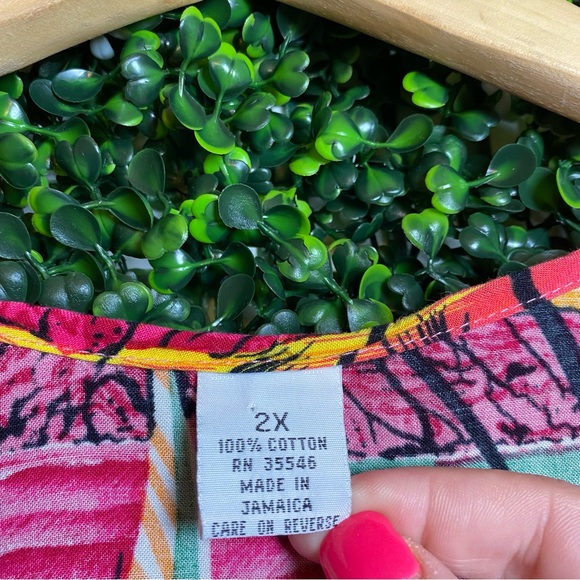 2X
100% COTTON
RN 35546
MADE IN
JAMAICA
CARE ON REVERSE